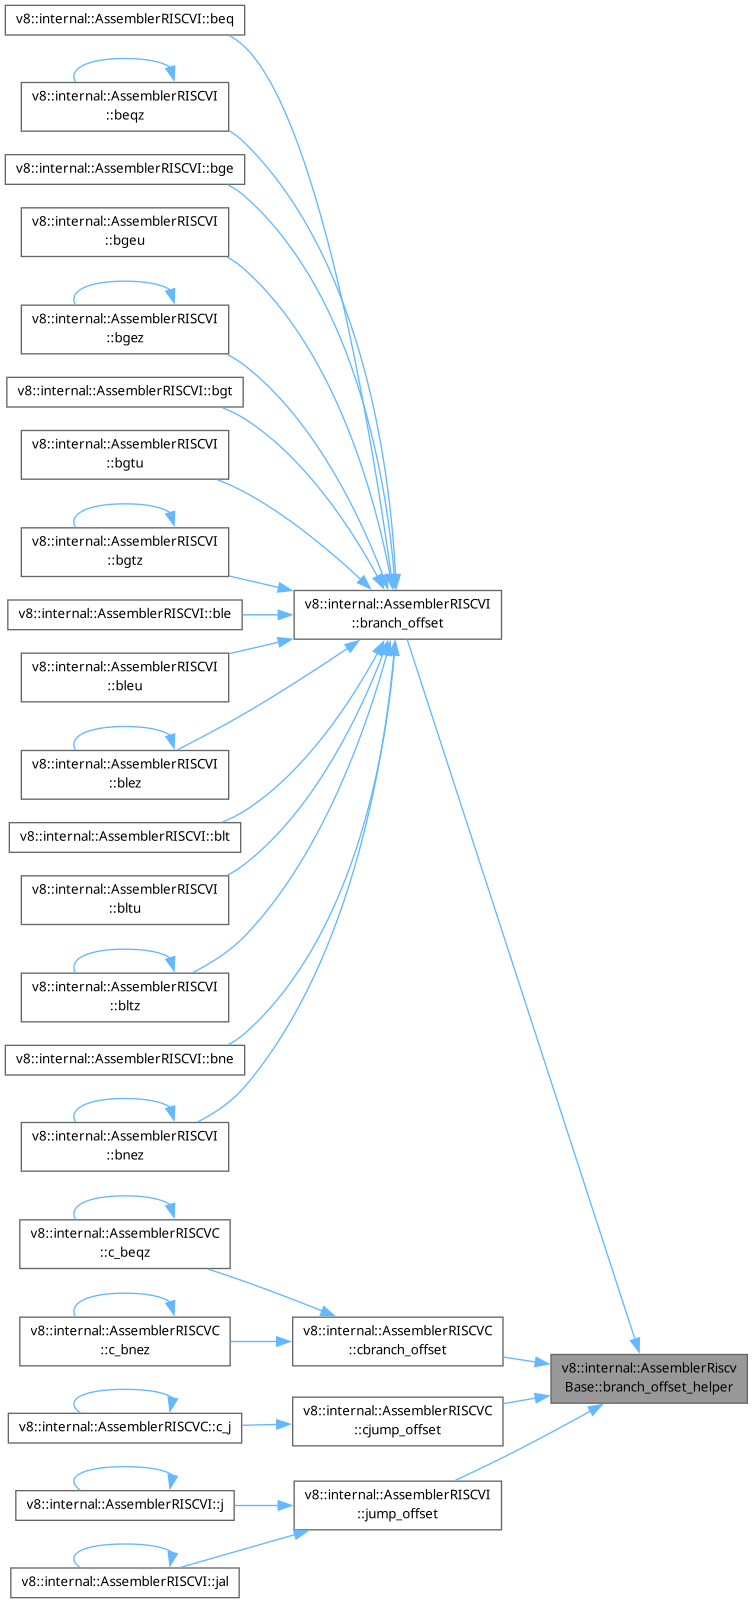 v8::internal::AssemblerRISCVI::beq
v8::internal::AssemblerRISCVI
::beqz
v8::internal::AssemblerRISCVI::bge
v8::internal::AssemblerRISCVI
::bgeu
v8::internal::AssemblerRISCVI
::bgez
v8::internal::AssemblerRISCVI::bgt
v8::internal::AssemblerRISCVI
::bgtu
v8::internal::AssemblerRISCVI
::bgtz
v8::internal::AssemblerRISCVI::ble
v8::internal::AssemblerRISCVI
::branch_offset
v8::internal::AssemblerRISCVI
::bleu
v8::internal::AssemblerRISCVI
::blez
v8::internal::AssemblerRISCVI::blt
v8::internal::AssemblerRISCVI
::bltu
v8::internal::AssemblerRISCVI
::bltz
v8::internal::AssemblerRISCVI::bne
v8::internal::AssemblerRISCVI
::bnez
v8::internal::AssemblerRISCVC
::c_beqz
v8::internal::AssemblerRISCVC
::c_bnez
v8::internal::AssemblerRISCVC
::cbranch_offset
v8::internal::AssemblerRiscv
Base::branch_offset_helper
v8::internal::AssemblerRISCVC::c_j
v8::internal::AssemblerRISCVC
::cjump_offset
v8::internal::AssemblerRISCVI::j
v8::internal::AssemblerRISCVI
::jump_offset
v8::internal::AssemblerRISCVI::jal